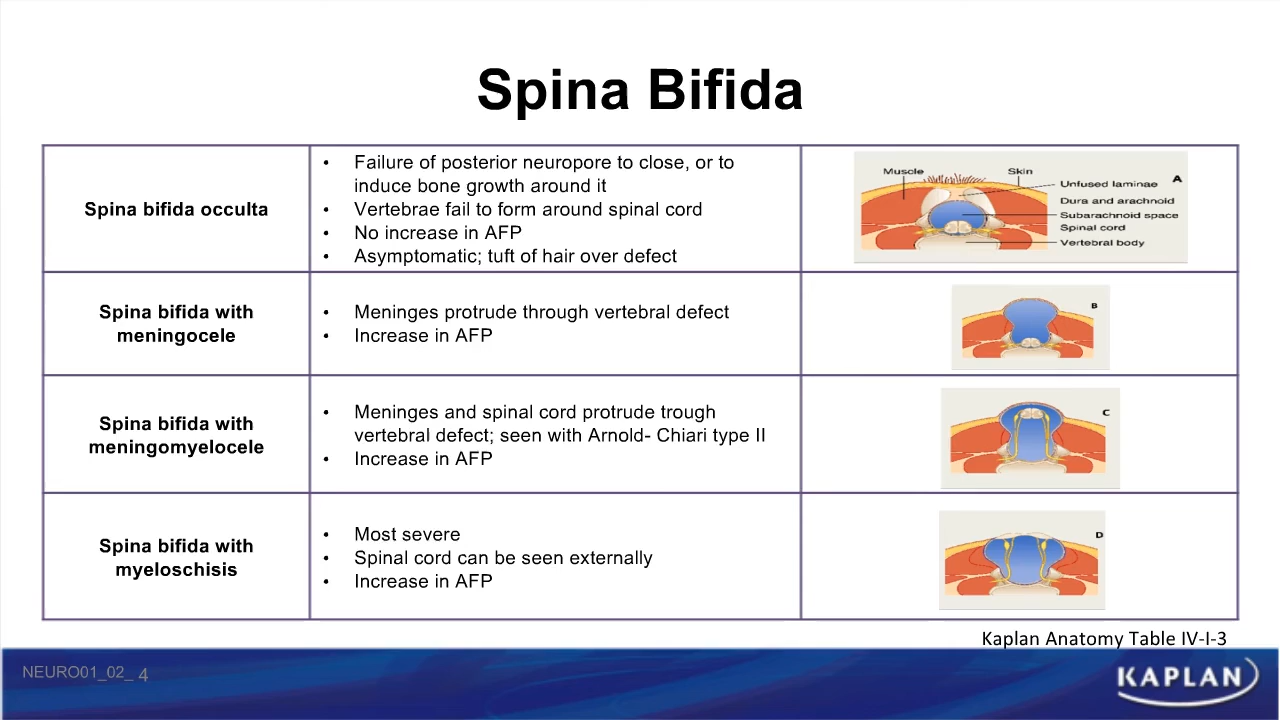 Spina Bifida
Spina bifida occulta
• Failure of posterior neuropore to close, or to
induce bone growth around it
• Vertebrae fail to form around spinal cord
• No increase in AFP
• Asymptomatic; tuft of hair over defect
Muscle
Skin
A
Unfused laminae
Dura and arachnoid
Subarachnoid space
Spinal cord
Vertebral body
Spina bifida with
meningocele
• Meninges protrude through vertebral defect
• Increase in AFP
B
Spina bifida with
meningomyelocele
• Meninges and spinal cord protrude trough
vertebral defect; seen with Arnold- Chiari type II
• Increase in AFP
C
Spina bifida with
myeloschisis
• Most severe
• Spinal cord can be seen externally
• Increase in AFP
D
Kaplan Anatomy Table IV-I-3
NEURO01_02_ 4
KAPLAN